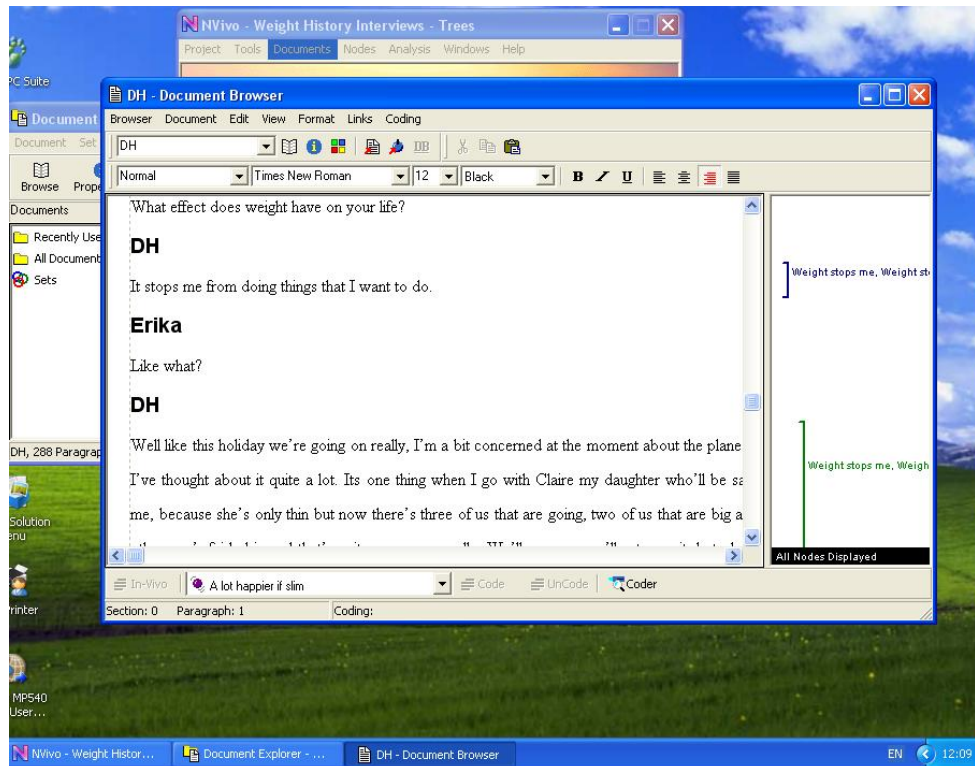 NVivo - Weight History Interviews - Trees
Project Tools Documents Nodes Analysis Windows Help
PC Suite
DH - Document Browser
Document
Browser Document Edit View Format Links Coding
Document Set
DH
DB
Browse Prope
Normal Times New Roman 12 Black B I U
Documents
Recently Use
All Document
Sets
What effect does weight have on your life?
DH
It stops me from doing things that I want to do.
Erika
Like what?
DH
Well like this holiday we're going on really, I'm a bit concerned at the moment about the plane
I've thought about it quite a lot. Its one thing when I go with Claire my daughter who'll be sa
me, because she's only thin but now there's three of us that are going, two of us that are big a
Weight stops me, Weight st
Weight stops me, Weigh
All Nodes Displayed
DH, 288 Paragrap
In-Vivo A lot happier if slim Code UnCode Coder
Section: 0 Paragraph: 1 Coding:
Solution
enu
rinter
MP540
User...
NVivo - Weight Histor... Document Explorer - ... DH - Document Browser EN 12:09